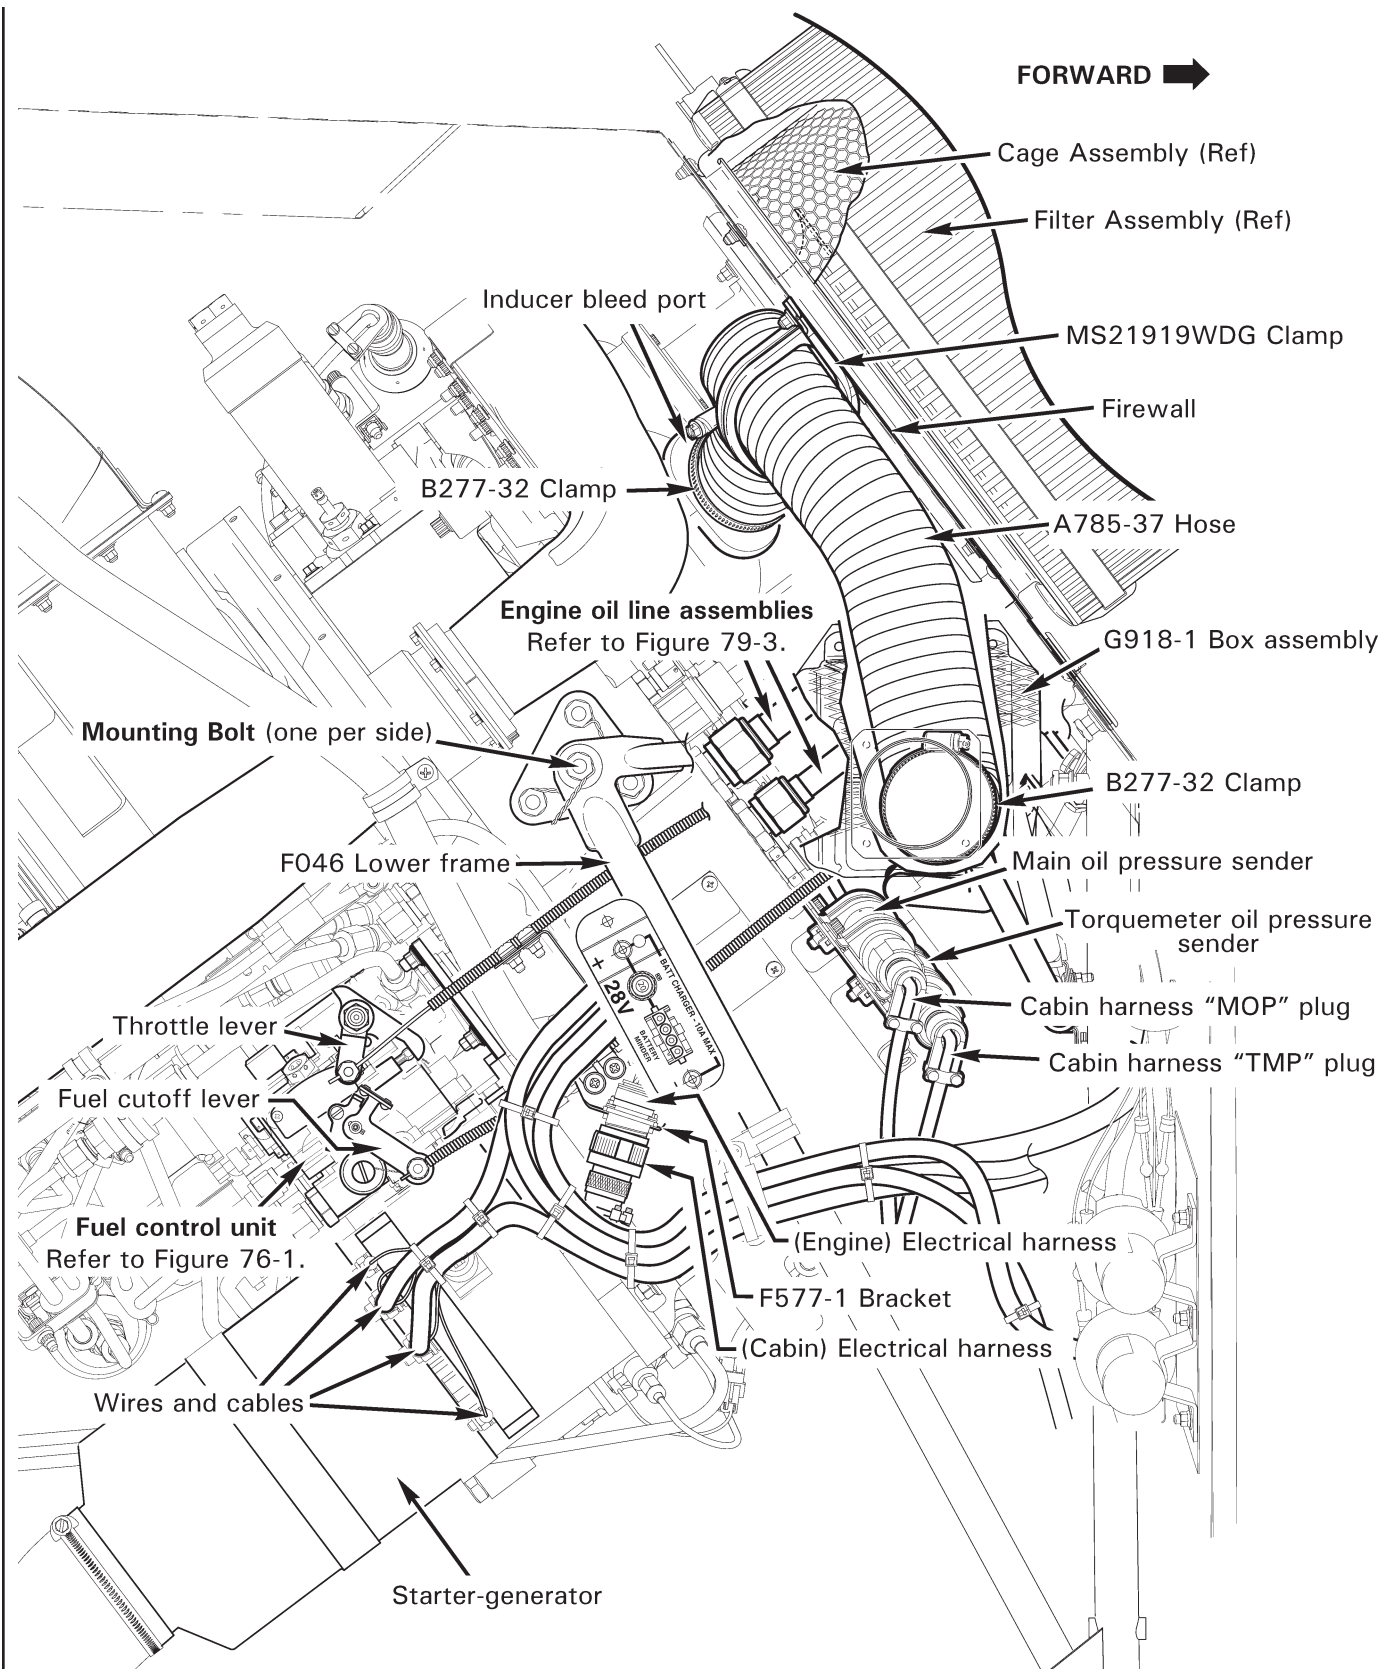 FORWARD
Cage Assembly (Ref)
Filter Assembly (Ref)
Inducer bleed port
MS21919WDG Clamp
Firewall
B277-32 Clamp
A785-37 Hose
Engine oil line assemblies
Refer to Figure 79-3.
G918-1 Box assembly
Mounting Bolt (one per side)
B277-32 Clamp
F046 Lower frame
Main oil pressure sender
Torquemeter oil pressure
sender
+
28V
BATT CHARGER - 10A MAX
BATTERY
MINDER
-
Cabin harness “MOP” plug
Throttle lever
Cabin harness “TMP” plug
Fuel cutoff lever
Fuel control unit
Refer to Figure 76-1.
(Engine) Electrical harness
F577-1 Bracket
(Cabin) Electrical harness
Wires and cables
Starter-generator